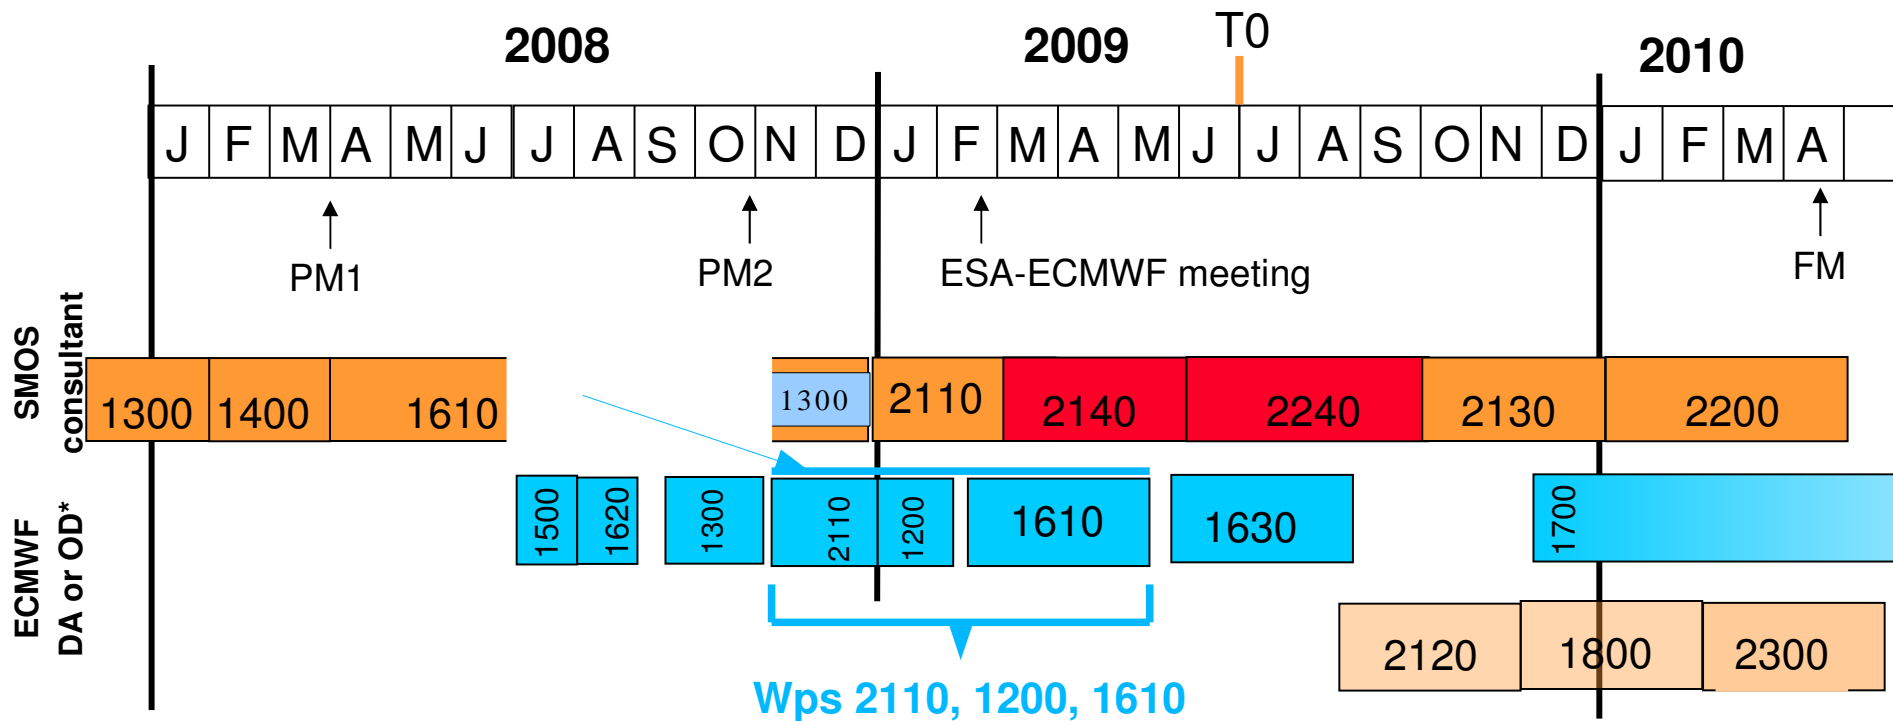 2008 2009 T0 2010
J F M A M J J A S O N D J F M A M J J A S O N D J F M A
PM1 PM2 ESA-ECMWF meeting FM
SMOS
consultant
1300 1400 1610 1300 2110 2140 2240 2130 2200
ECMWF
DA or OD*
1500 1620 1300 2110 1200 1610 1630 1700
2120 1800 2300
Wps 2110, 1200, 1610